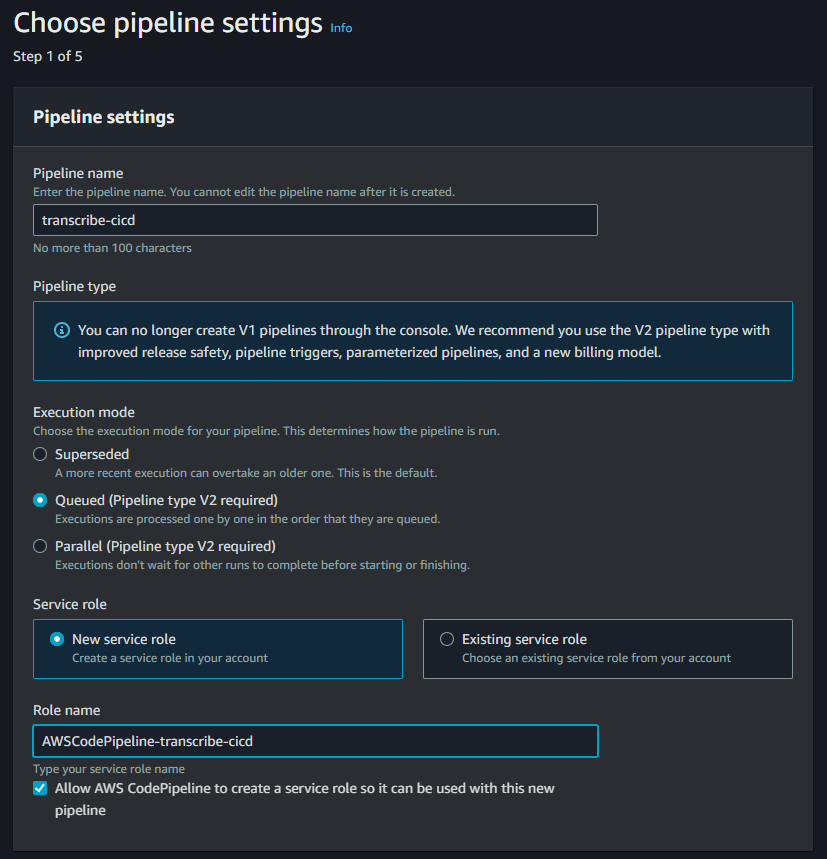 Choose pipeline settings Info
Step 1 of 5
Pipeline settings
Pipeline name
Enter the pipeline name. You cannot edit the pipeline name after it is created.
transcribe-cicd
No more than 100 characters
Pipeline type
You can no longer create V1 pipelines through the console. We recommend you use the V2 pipeline type with
improved release safety, pipeline triggers, parameterized pipelines, and a new billing model.
Execution mode
Choose the execution mode for your pipeline. This determines how the pipeline is run.
Superseded
A more recent execution can overtake an older one. This is the default.
Queued (Pipeline type V2 required)
Executions are processed one by one in the order that they are queued.
Parallel (Pipeline type V2 required)
Executions don't wait for other runs to complete before starting or finishing.
Service role
New service role
Create a service role in your account
Existing service role
Choose an existing service role from your account
Role name
AWSCodePipeline-transcribe-cicd
Type your service role name
Allow AWS CodePipeline to create a service role so it can be used with this new
pipeline